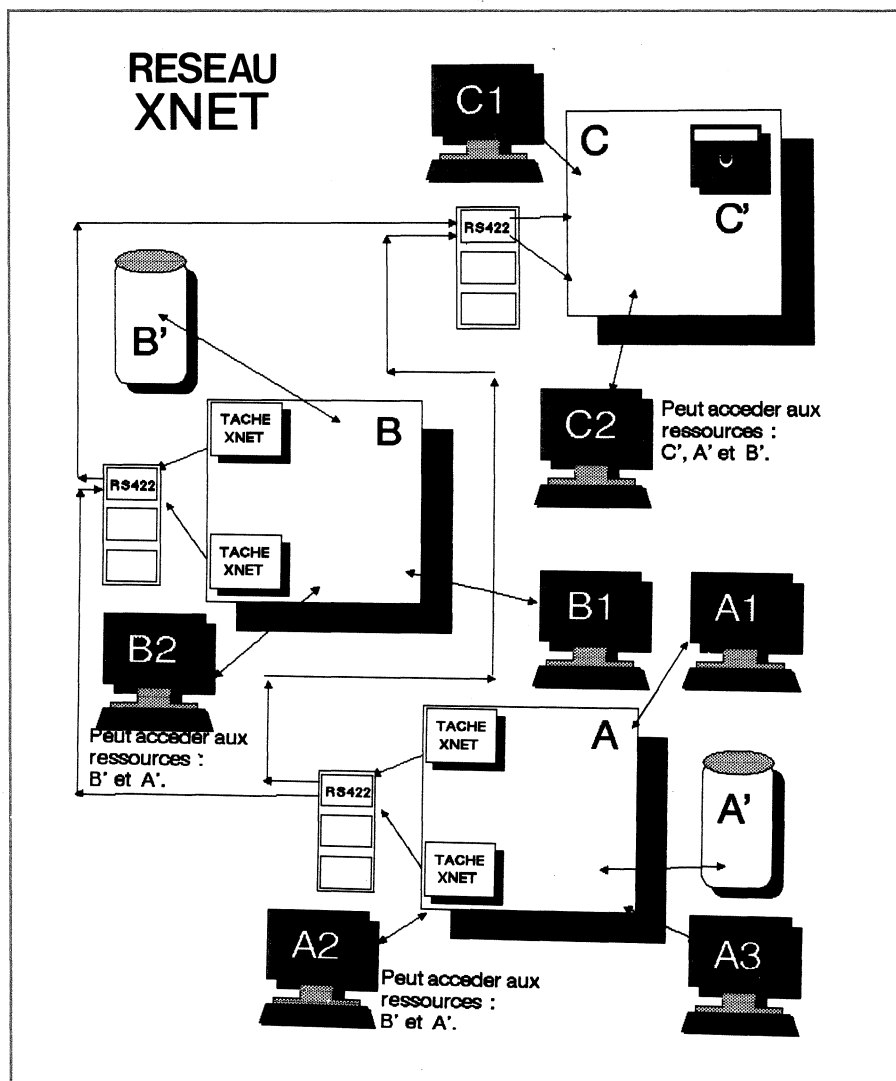 RESEAU
XNET
C1
C
C'
RS422
B'
C2
Peut acceder aux
ressources :
C', A' et B'.
TACHE
XNET
B
RS422
TACHE
XNET
B1
A1
B2
Peut acceder aux
ressources :
B' et A'.
TACHE
XNET
A
RS422
A'
TACHE
XNET
A2
A3
Peut acceder aux
ressources :
B' et A'.